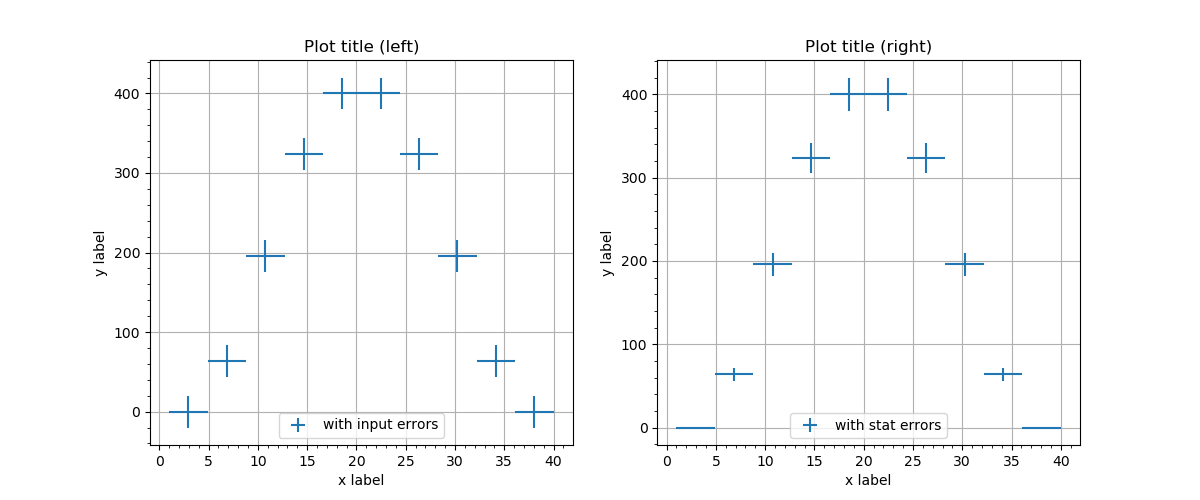 Plot title (left)
y label
400
300
200
100
0
0 5 10 15 20 25 30 35 40
x label
with input errors
Plot title (right)
y label
400
300
200
100
0
0 5 10 15 20 25 30 35 40
x label
with stat errors